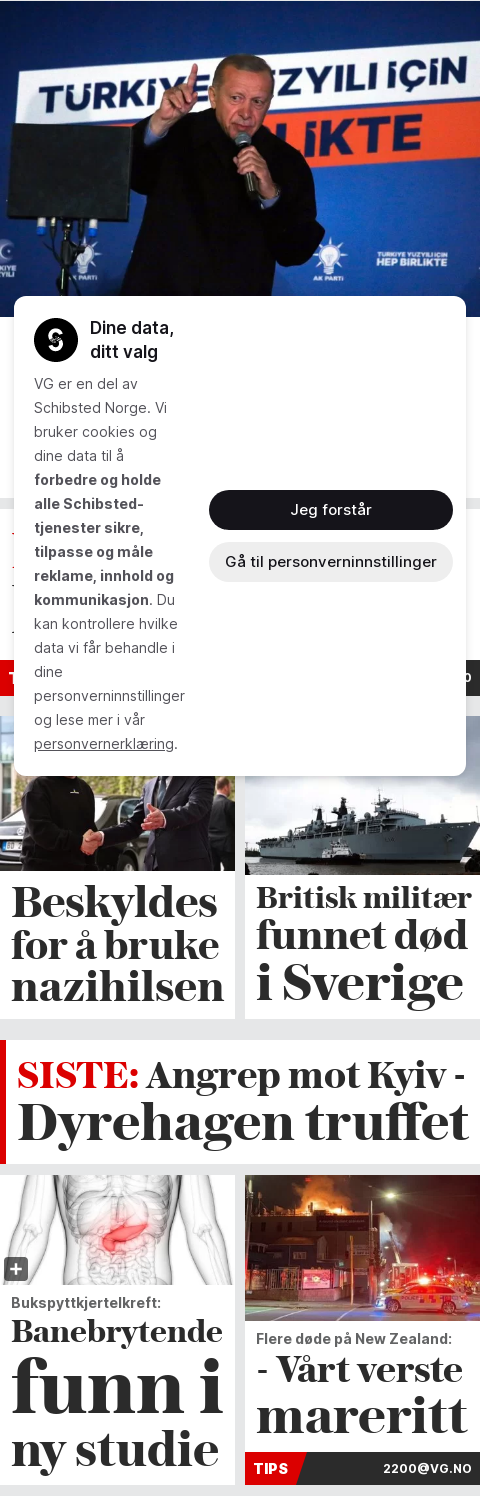 TÜRKİYE YÜZYILI İÇİN
AK PARTİ
AK PARTİ
TÜRKİYE YÜZYILI İÇİN
HEP BİRLİKTE
Dine data,
ditt valg
VG er en del av
Schibsted Norge. Vi
bruker cookies og
dine data til å
forbedre og holde
alle Schibsted-
tjenester sikre,
tilpasse og måle
reklame, innhold og
kommunikasjon. Du
kan kontrollere hvilke
data vi får behandle i
dine
personverninnstillinger
og lese mer i vår
personvernerklæring.
Jeg forstår
Gå til personverninnstillinger
Beskyldes
for å bruke
nazihilsen
Britisk militær
funnet død
i Sverige
SISTE: Angrep mot Kyiv -
Dyrehagen truffet
Bukspyttkjertelkreft:
Banebrytende
funn i
ny studie
Flere døde på New Zealand:
- Vårt verste
mareritt
TIPS 2200@VG.NO